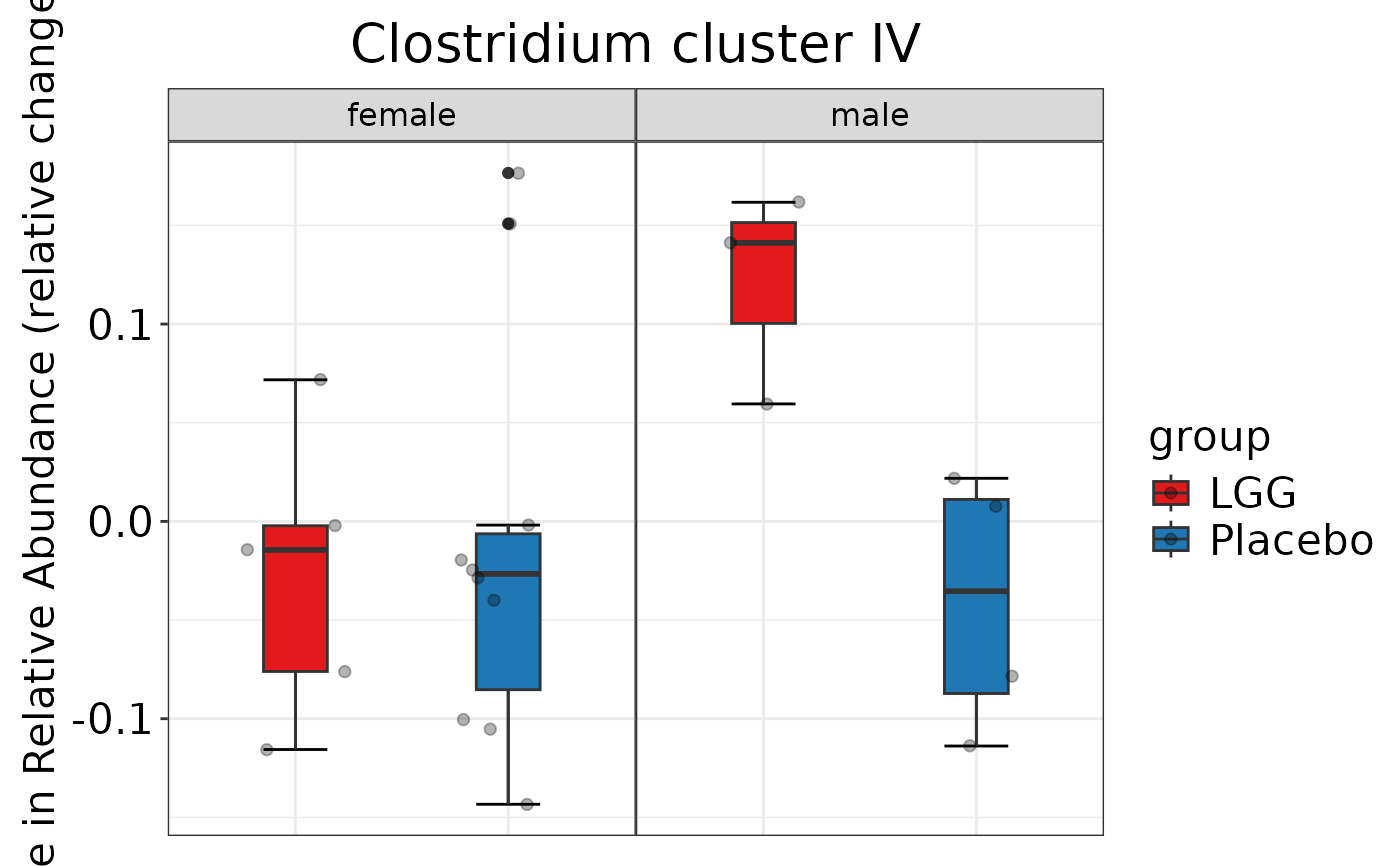 Clostridium cluster IV
female
male
e in Relative Abundance (relative change
0.1
0.0
-0.1
group
LGG
Placebo